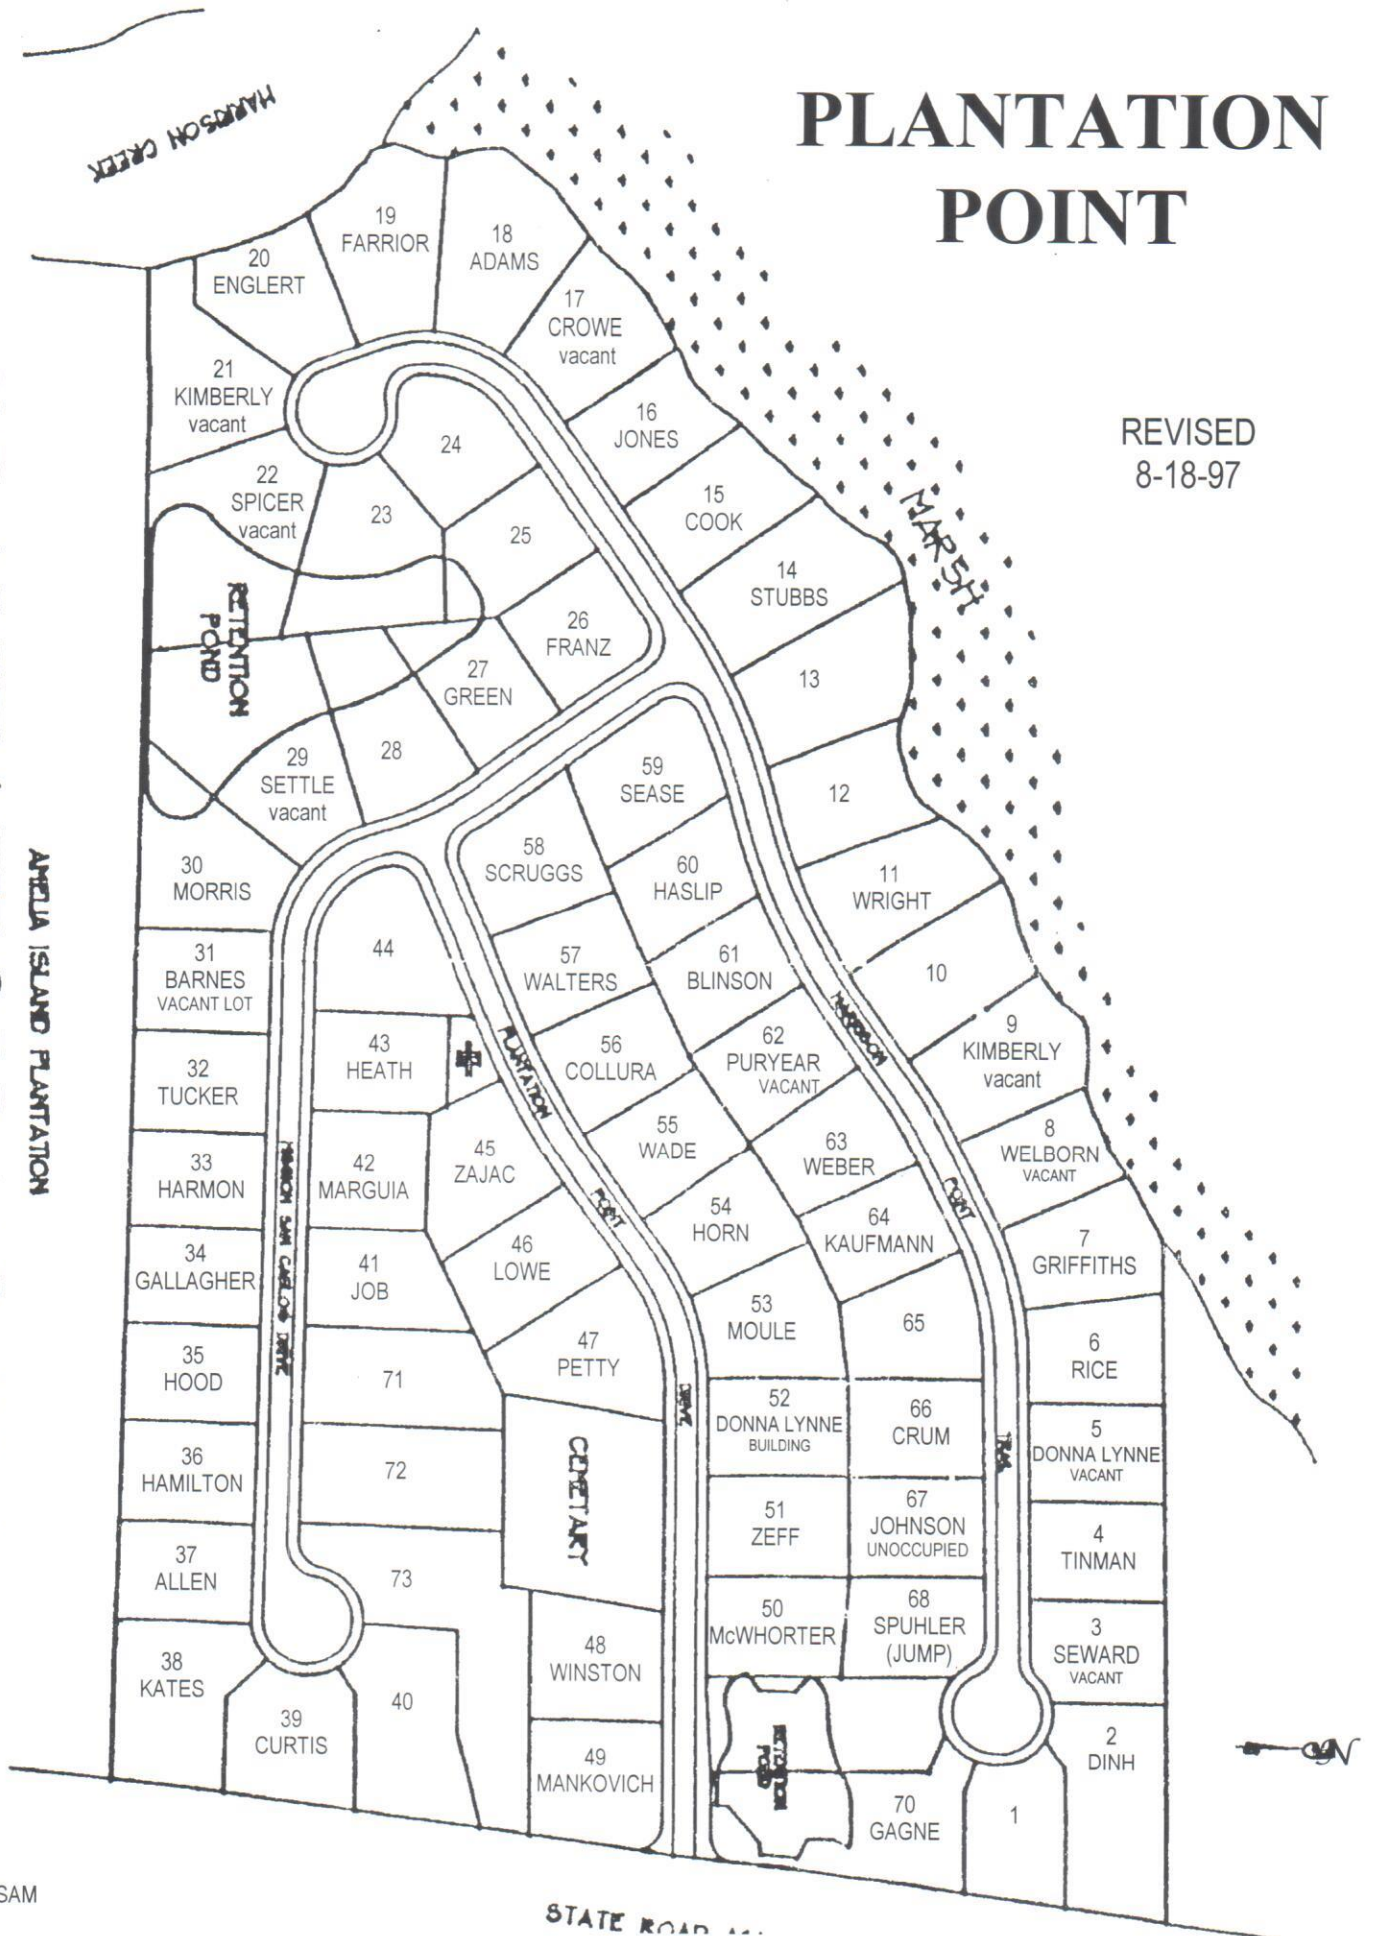 PLANTATION
POINT
REVISED
8-18-97
HARRISON CREEK
MARSH
19
FARRIOR
18
ADAMS
20
ENGLERT
17
CROWE
vacant
21
KIMBERLY
vacant
16
JONES
24
22
SPICER
vacant
23
15
COOK
25
14
STUBBS
RETENTION
POND
26
FRANZ
13
27
GREEN
28
29
SETTLE
vacant
59
SEASE
12
30
MORRIS
58
SCRUGGS
60
HASLIP
11
WRIGHT
AMELIA ISLAND PLANTATION
31
BARNES
VACANT LOT
44
57
WALTERS
61
BLINSON
10
32
TUCKER
43
HEATH
56
COLLURA
62
PURYEAR
VACANT
9
KIMBERLY
vacant
PLANTATION
POINT
DRIVE
HARRISON
POINT
TRAIL
33
HARMON
42
MARGUIA
45
ZAJAC
55
WADE
63
WEBER
8
WELBORN
VACANT
SAN CARLOS DRIVE
34
GALLAGHER
41
JOB
46
LOWE
54
HORN
64
KAUFMANN
7
GRIFFITHS
35
HOOD
71
47
PETTY
53
MOULE
65
6
RICE
36
HAMILTON
72
CEMETARY
52
DONNA LYNNE
BUILDING
66
CRUM
5
DONNA LYNNE
VACANT
37
ALLEN
73
51
ZEFF
67
JOHNSON
UNOCCUPIED
4
TINMAN
38
KATES
39
CURTIS
40
48
WINSTON
50
McWHORTER
68
SPUHLER
(JUMP)
3
SEWARD
VACANT
49
MANKOVICH
RETENTION
POND
70
GAGNE
1
2
DINH
N
SAM
STATE ROAD